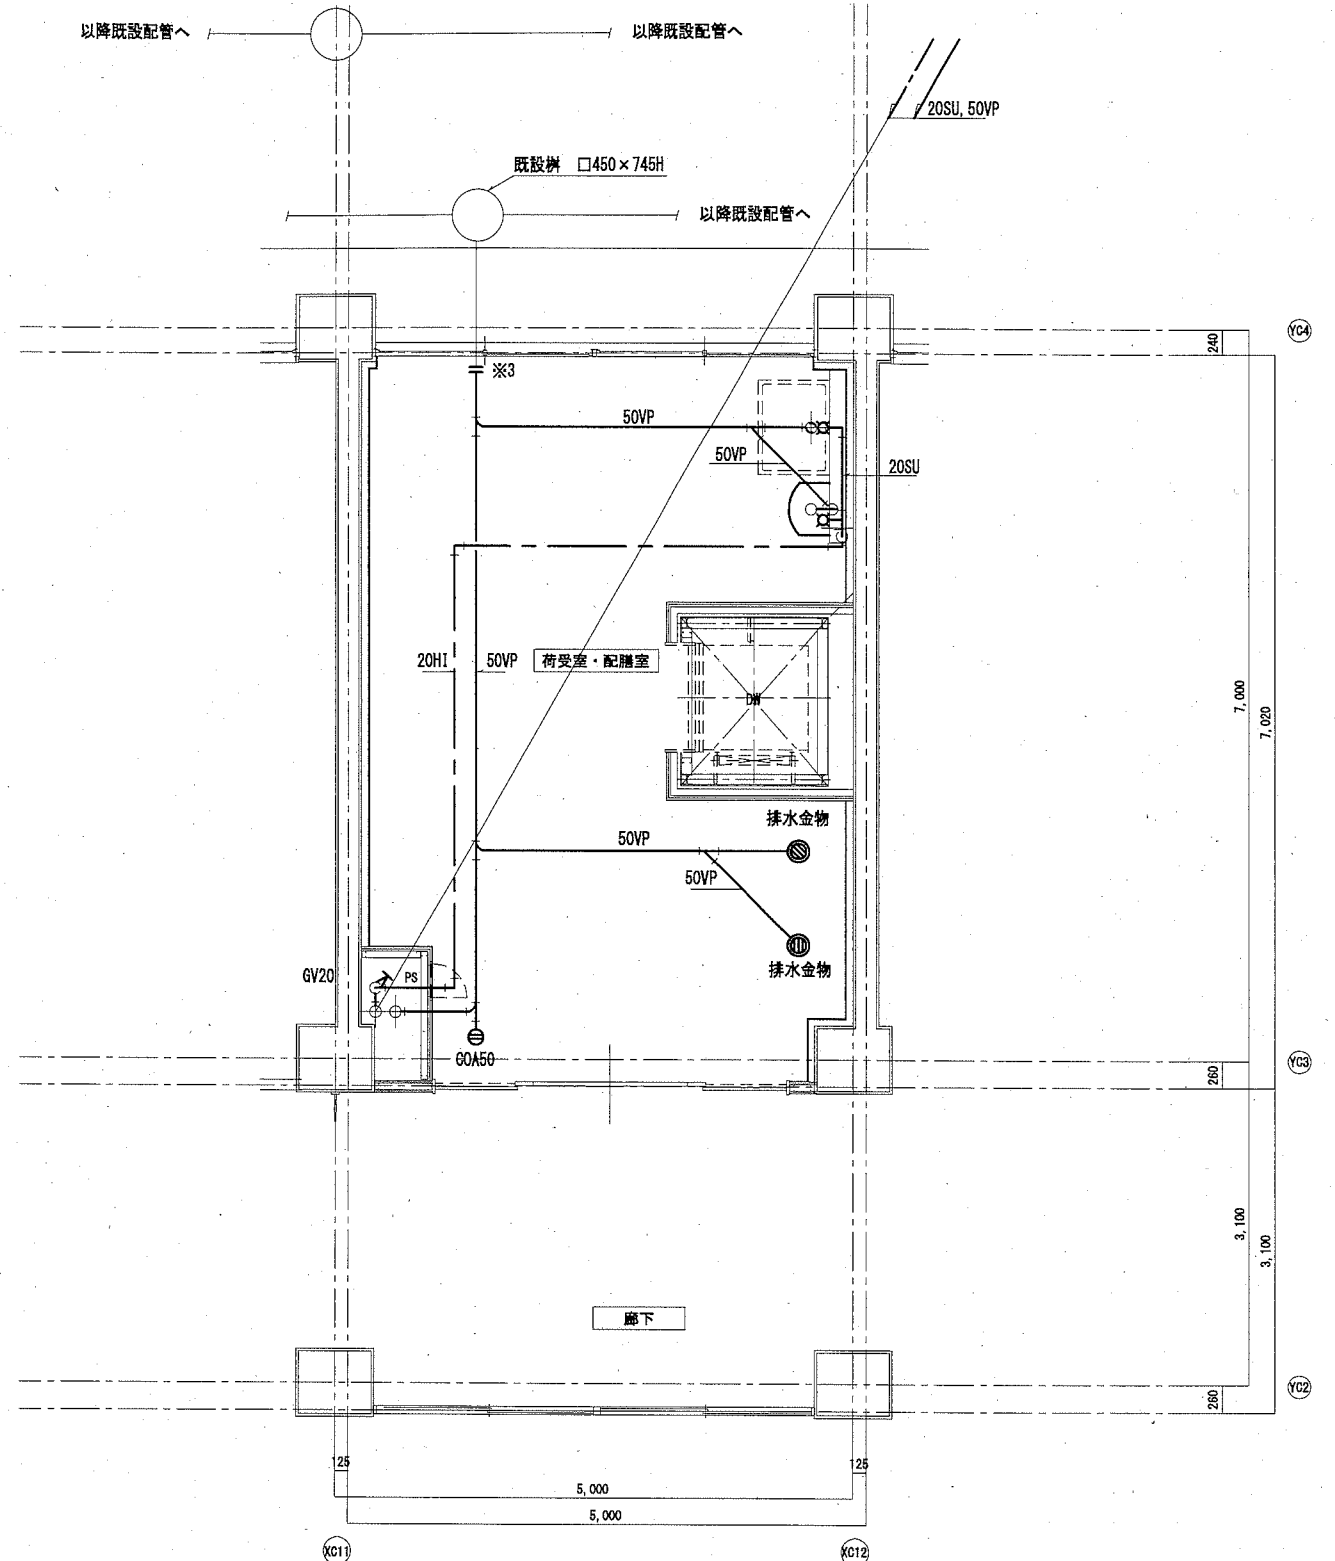 以降既設配管へ
以降既設配管へ
20SU, 50VP
既設桝 □450×745H
以降既設配管へ
YC4
240
※3
50VP
50VP
20SU
20HI
50VP
荷受室・配膳室
DW
7,000
7,020
排水金物
50VP
50VP
排水金物
GV20
PS
COA50
YC3
260
3,100
3,100
廊下
YC2
260
125
125
5,000
5,000
XC11
XC12